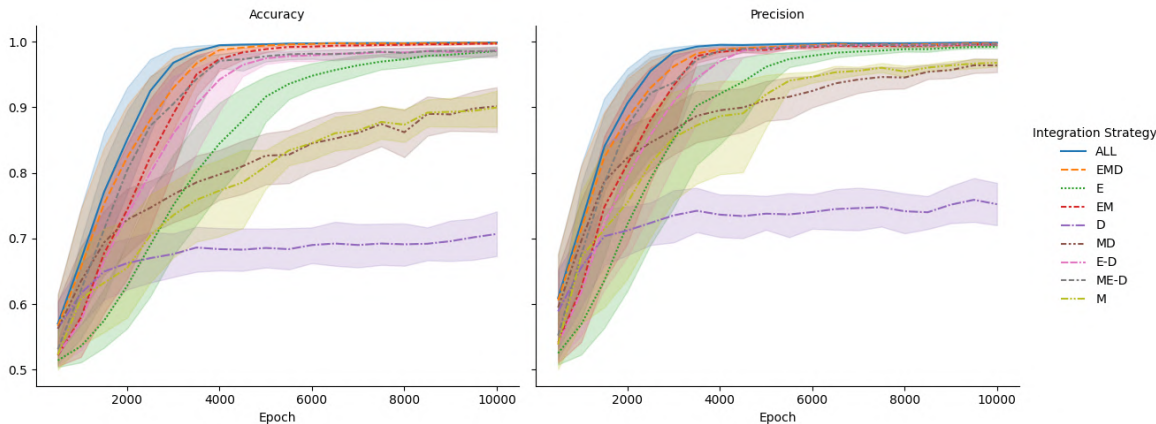 Accuracy
Precision
1.0
0.9
0.8
0.7
0.6
0.5
2000 4000 6000 8000 10000
2000 4000 6000 8000 10000
Epoch
Epoch
Integration Strategy
ALL
EMD
E
EM
D
MD
E-D
ME-D
M